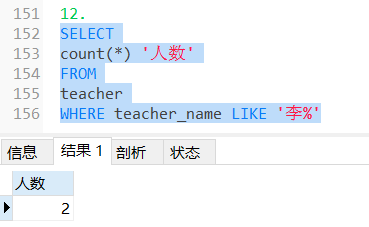 151 12.
152 SELECT
153 count(*) '人数'
154 FROM
155 teacher
156 WHERE teacher_name LIKE '李%'
信息 结果 1 剖析 状态
人数
2